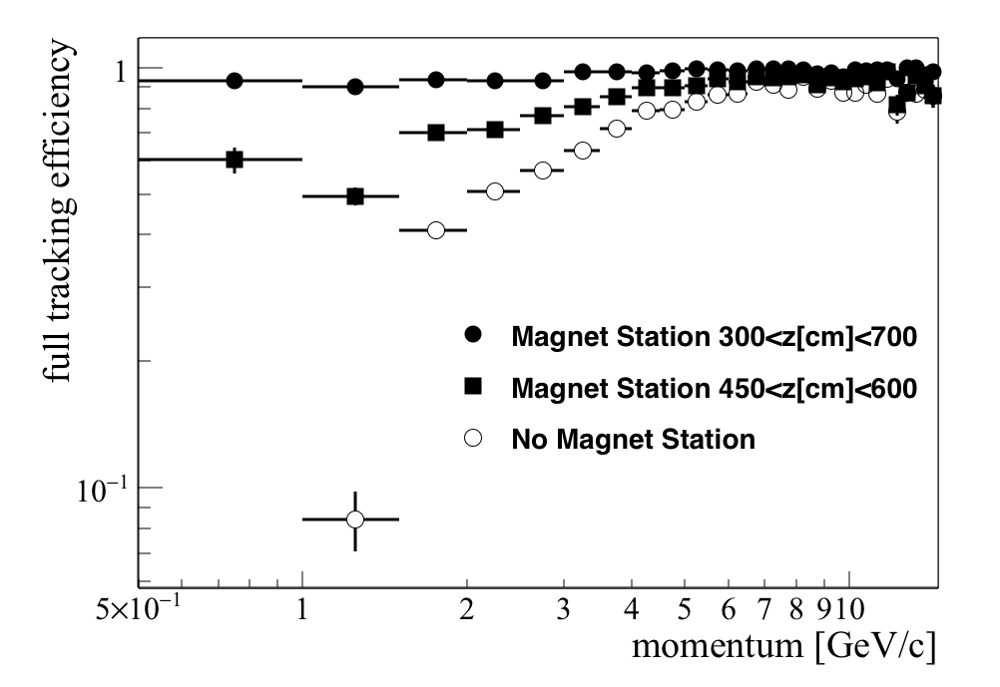 full tracking efficiency
1
10⁻¹
Magnet Station 300<z[cm]<700
Magnet Station 450<z[cm]<600
No Magnet Station
5×10⁻¹ 1 2 3 4 5 6 7 8 9 10
momentum [GeV/c]